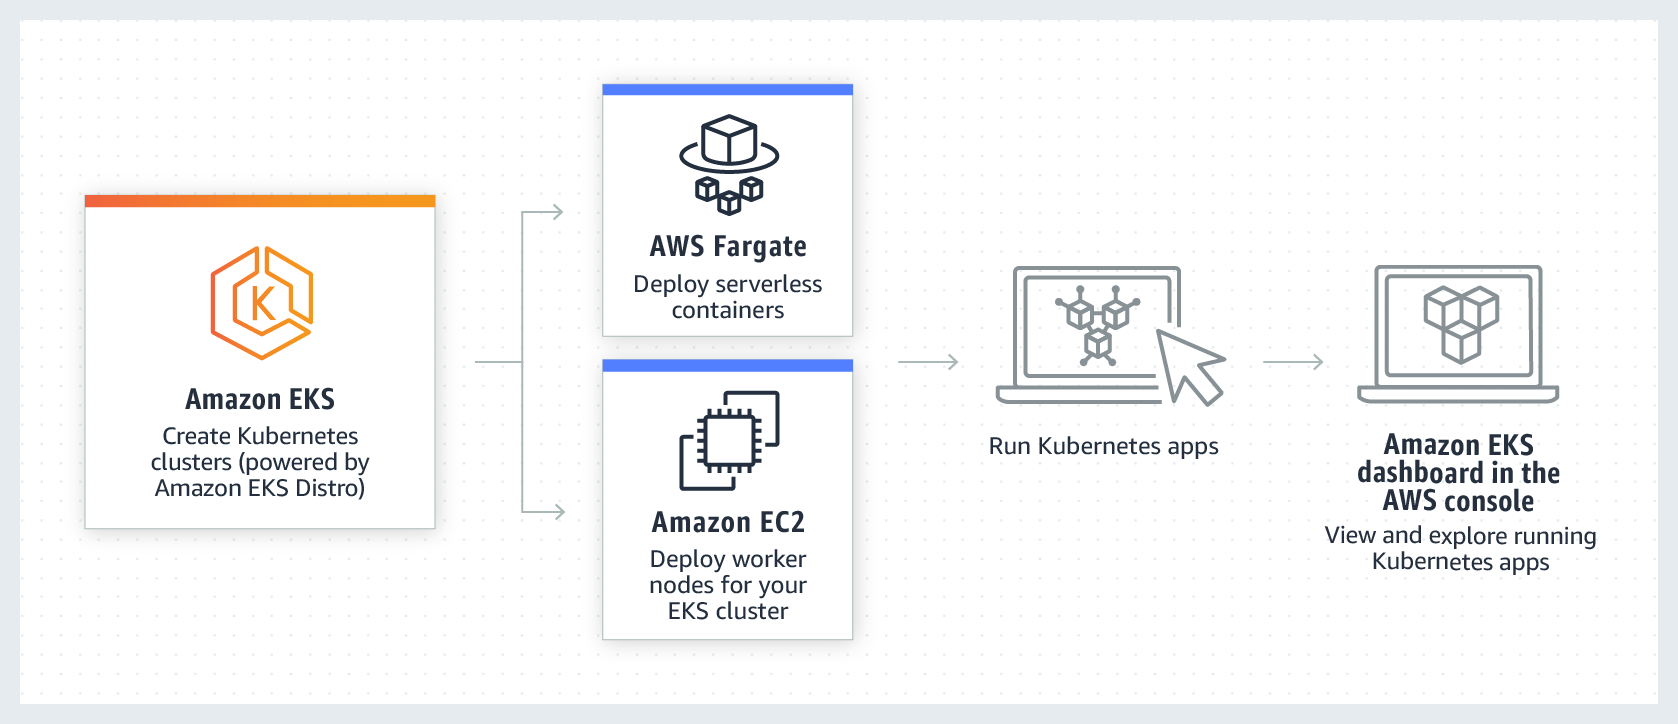 Amazon EKS
Create Kubernetes
clusters (powered by
Amazon EKS Distro)
AWS Fargate
Deploy serverless
containers
Amazon EC2
Deploy worker
nodes for your
EKS cluster
Run Kubernetes apps
Amazon EKS
dashboard in the
AWS console
View and explore running
Kubernetes apps